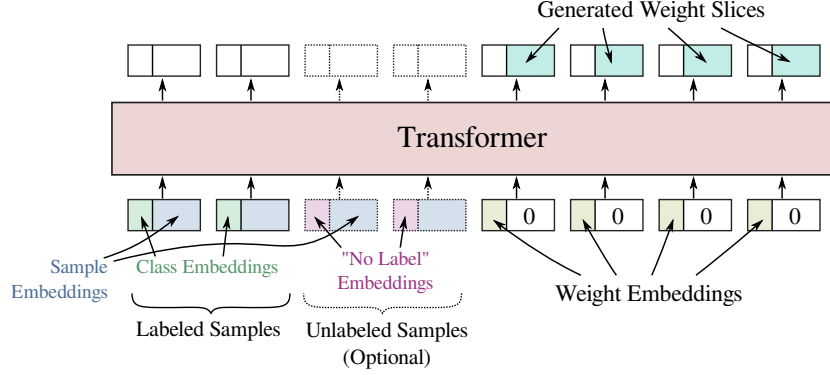 Generated Weight Slices
Transformer
0 0 0 0
Sample
Embeddings
Class Embeddings
"No Label"
Embeddings
Weight Embeddings
Labeled Samples
Unlabeled Samples
(Optional)